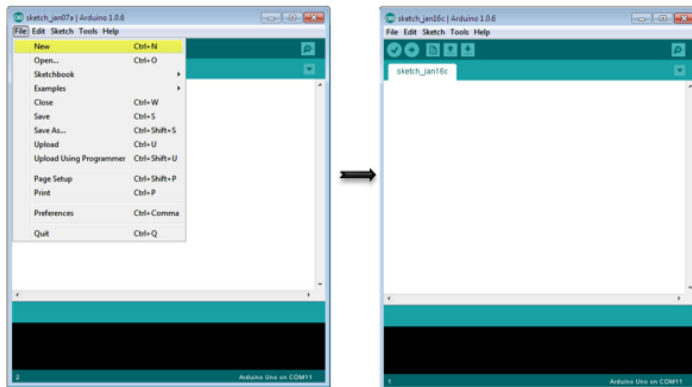 sketch_jan07a | Arduino 1.0.6
File Edit Sketch Tools Help
New Ctrl+N
Open... Ctrl+O
Sketchbook
Examples
Close Ctrl+W
Save Ctrl+S
Save As... Ctrl+Shift+S
Upload Ctrl+U
Upload Using Programmer Ctrl+Shift+U
Page Setup Ctrl+Shift+P
Print Ctrl+P
Preferences Ctrl+Comma
Quit Ctrl+Q
2 Arduino Uno on COM11
sketch_jan16c | Arduino 1.0.6
File Edit Sketch Tools Help
sketch_jan16c
1 Arduino Uno on COM11